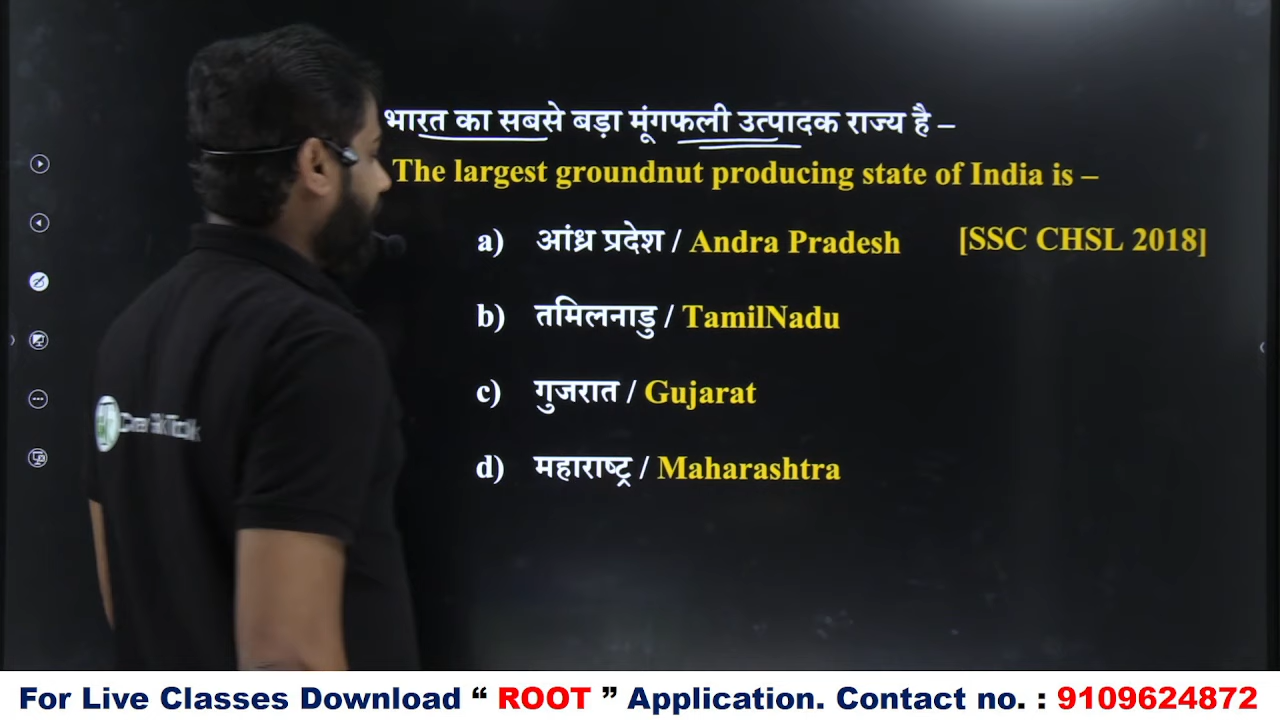 भारत का सबसे बड़ा मूंगफली उत्पादक राज्य है –
The largest groundnut producing state of India is –
a) आंध्र प्रदेश / Andra Pradesh [SSC CHSL 2018]
b) तमिलनाडु / TamilNadu
c) गुजरात / Gujarat
d) महाराष्ट्र / Maharashtra
For Live Classes Download “ ROOT ” Application. Contact no. : 9109624872